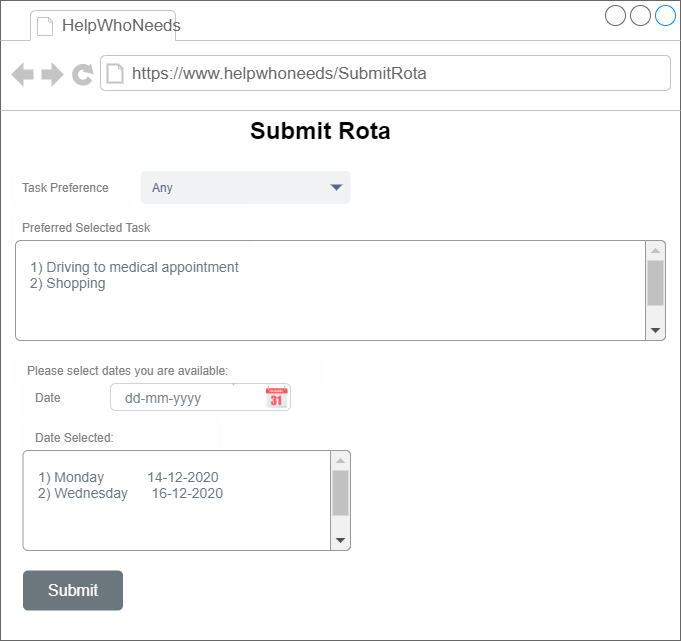 HelpWhoNeeds
https://www.helpwhoneeds/SubmitRota
Submit Rota
Task Preference Any
Preferred Selected Task
1) Driving to medical appointment
2) Shopping
Please select dates you are available:
Date dd-mm-yyyy 31
Date Selected:
1) Monday 14-12-2020
2) Wednesday 16-12-2020
Submit